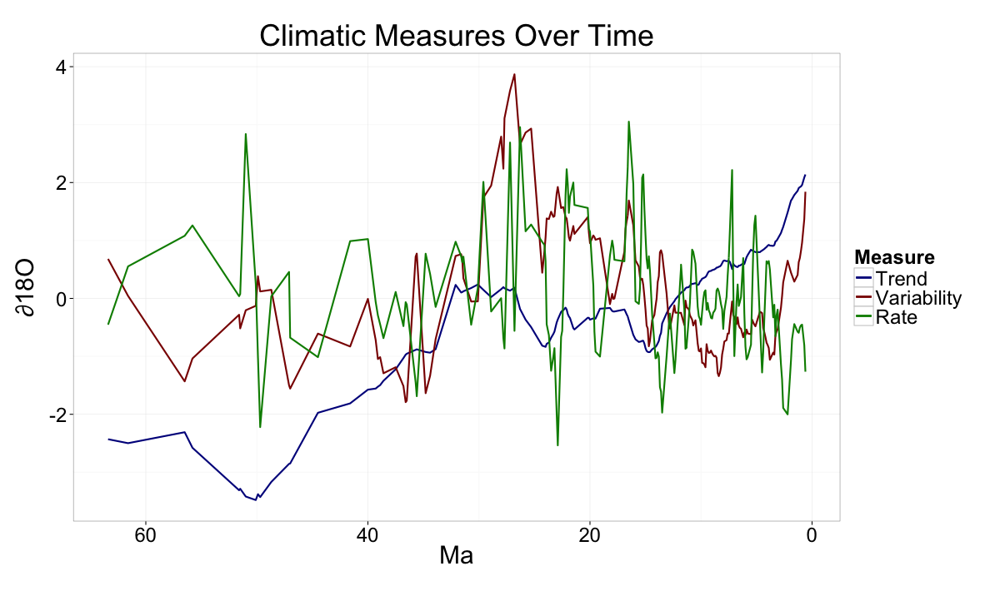 Climatic Measures Over Time
4
2
0
-2
∂18O
60
40
20
0
Ma
Measure
Trend
Variability
Rate